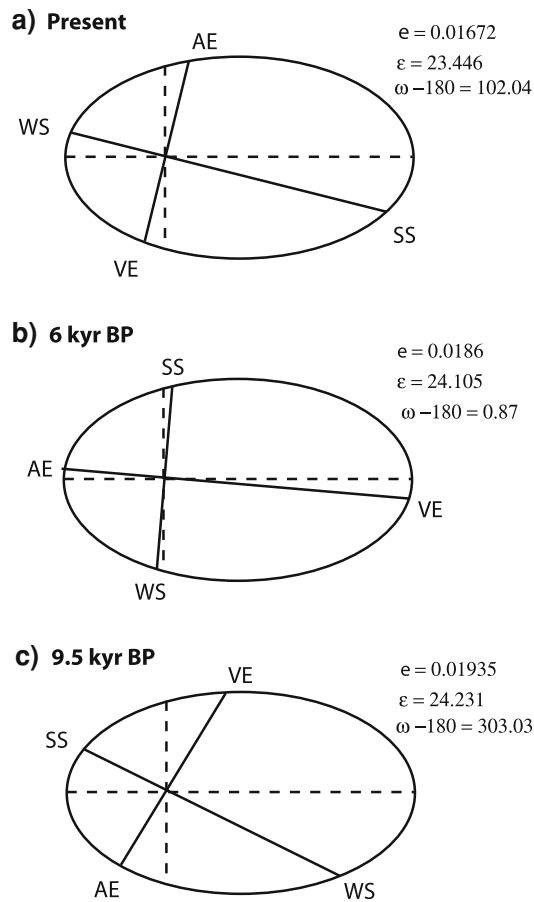 a) Present
e = 0.01672
ε = 23.446
ω −180 = 102.04
AE
WS
SS
VE
b) 6 kyr BP
e = 0.0186
ε = 24.105
ω −180 = 0.87
SS
AE
VE
WS
c) 9.5 kyr BP
e = 0.01935
ε = 24.231
ω −180 = 303.03
VE
SS
AE
WS